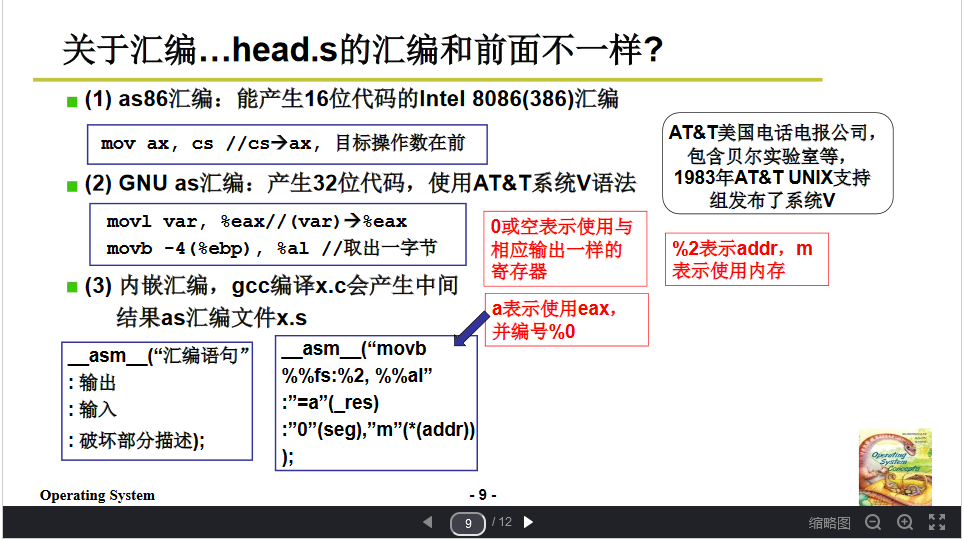 关于汇编…head.s的汇编和前面不一样?
(1) as86汇编：能产生16位代码的Intel 8086(386)汇编
mov ax, cs //cs→ax, 目标操作数在前
AT&T美国电话电报公司，
包含贝尔实验室等，
1983年AT&T UNIX支持
组发布了系统V
(2) GNU as汇编：产生32位代码，使用AT&T系统V语法
movl var, %eax//(var)→%eax
movb -4(%ebp), %al //取出一字节
0或空表示使用与
相应输出一样的
寄存器
%2表示addr，m
表示使用内存
(3) 内嵌汇编，gcc编译x.c会产生中间
结果as汇编文件x.s
a表示使用eax，
并编号%0
__asm__(“汇编语句”
: 输出
: 输入
: 破坏部分描述);
__asm__(“movb
%%fs:%2, %%al”
:”=a”(_res)
:”0”(seg),”m”(*(addr))
);
Operating
System
Concepts
Operating System
- 9 -
9 / 12
缩略图